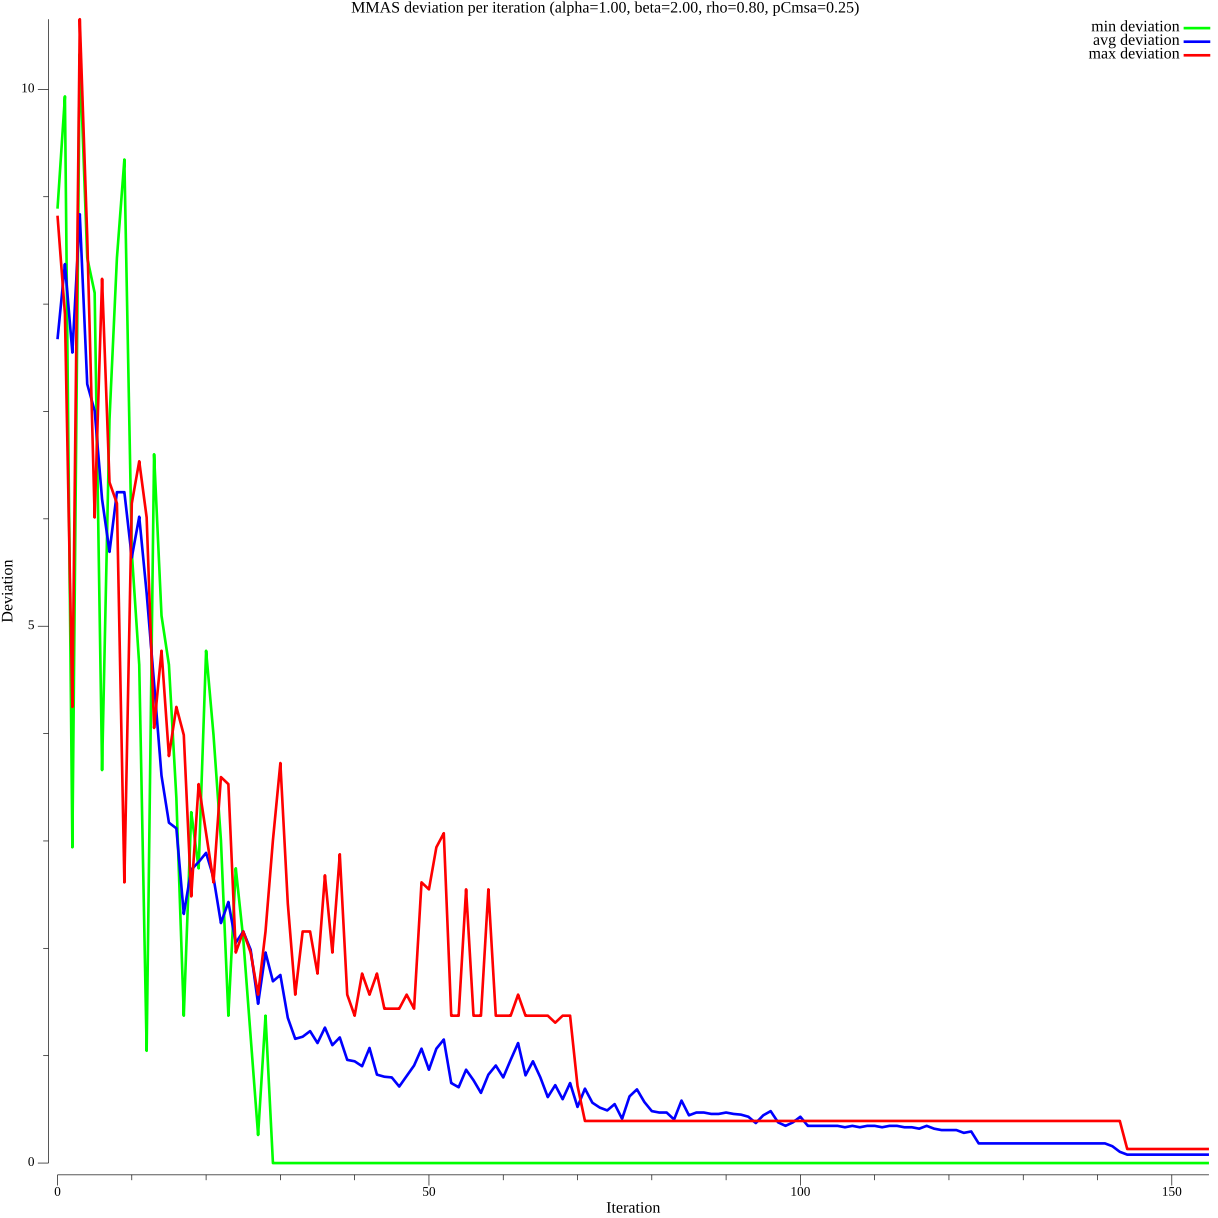 MMAS deviation per iteration (alpha=1.00, beta=2.00, rho=0.80, pCmsa=0.25)
min deviation
avg deviation
max deviation
10
5
0
Deviation
0 50 100 150
Iteration